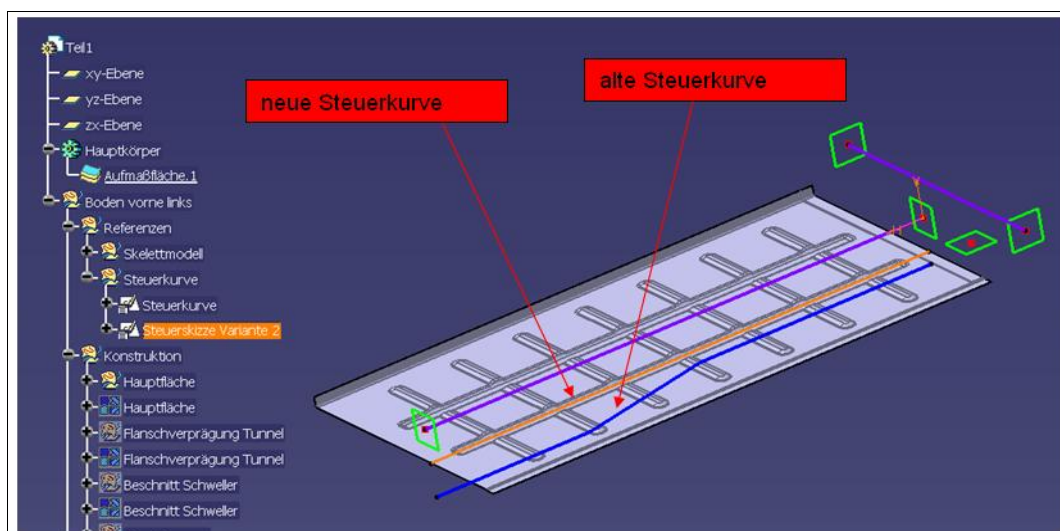 Teil1
xy-Ebene
yz-Ebene
zx-Ebene
Hauptkörper
Aufmaßfläche.1
Boden vorne links
Referenzen
Skelettmodell
Steuerkurve
Steuerkurve
Steuerskizze Variante 2
Konstruktion
Hauptfläche
Hauptfläche
Flanschverprägung Tunnel
Flanschverprägung Tunnel
Beschnitt Schweller
Beschnitt Schweller
neue Steuerkurve
alte Steuerkurve